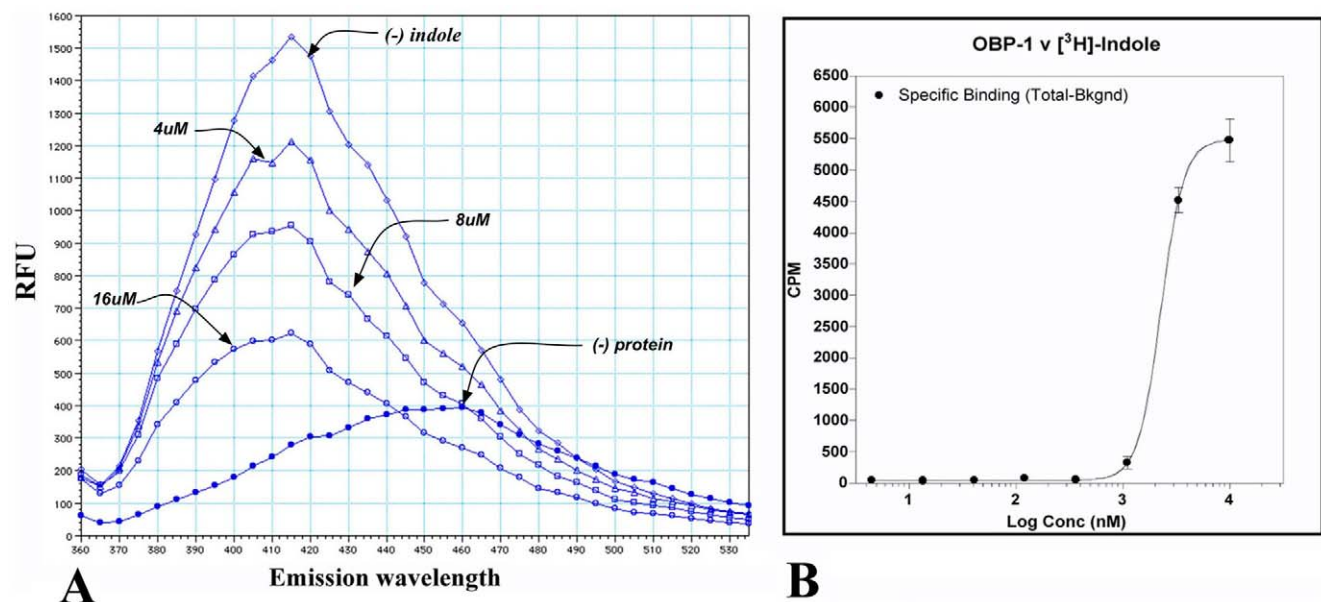 1600
1500
1400
1300
1200
1100
1000
900
800
700
600
500
400
300
200
100
0
RFU
(-) indole
4uM
8uM
16uM
(-) protein
360 370 380 390 400 410 420 430 440 450 460 470 480 490 500 510 520 530
Emission wavelength
A
OBP-1 v [³H]-Indole
Specific Binding (Total-Bkgnd)
6500
6000
5500
5000
4500
4000
3500
3000
2500
2000
1500
1000
500
0
CPM
1 2 3 4
Log Conc (nM)
B